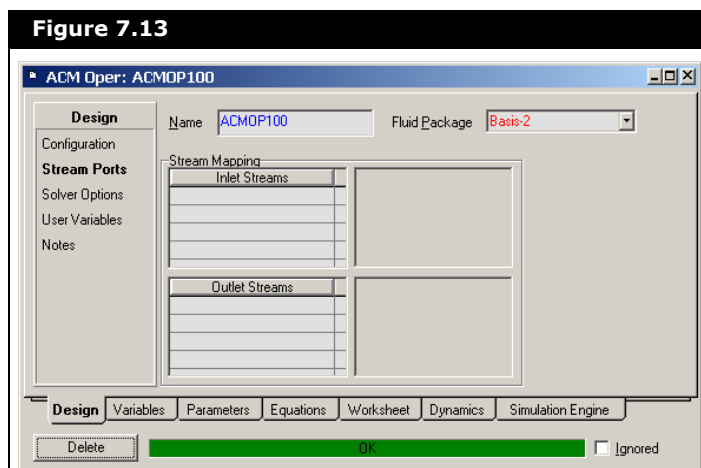 Figure 7.13
ACM Oper: ACMOP100
Design
Configuration
Stream Ports
Solver Options
User Variables
Notes
Name ACMOP100 Fluid Package Basis-2
Stream Mapping
Inlet Streams
Outlet Streams
Design Variables Parameters Equations Worksheet Dynamics Simulation Engine
Delete OK Ignored